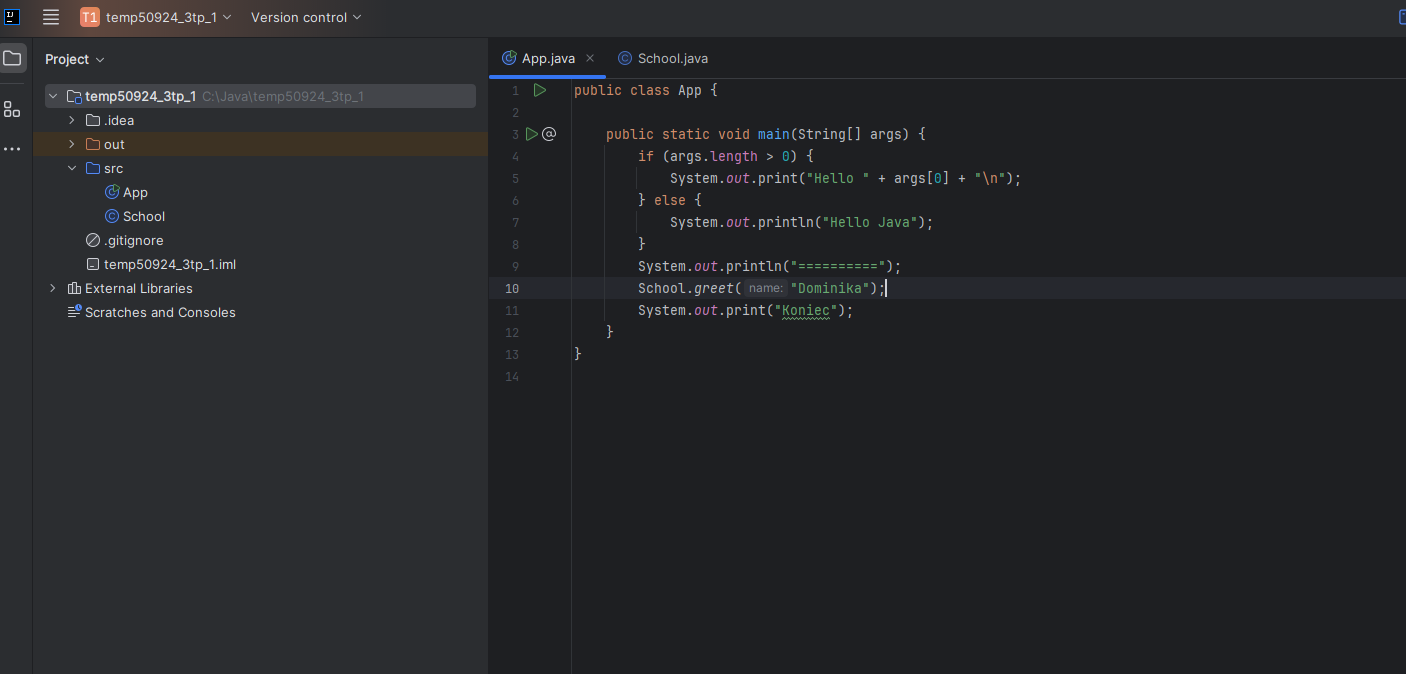 IJ T1 temp50924_3tp_1 Version control
Project
App.java
School.java
temp50924_3tp_1 C:\Java\temp50924_3tp_1
.idea
out
src
App
School
.gitignore
temp50924_3tp_1.iml
External Libraries
Scratches and Consoles
1 public class App {
2
3 @ public static void main(String[] args) {
4 if (args.length > 0) {
5 System.out.print("Hello " + args[0] + "\n");
6 } else {
7 System.out.println("Hello Java");
8 }
9 System.out.println("==========");
10 School.greet( name: "Dominika");
11 System.out.print("Koniec");
12 }
13 }
14